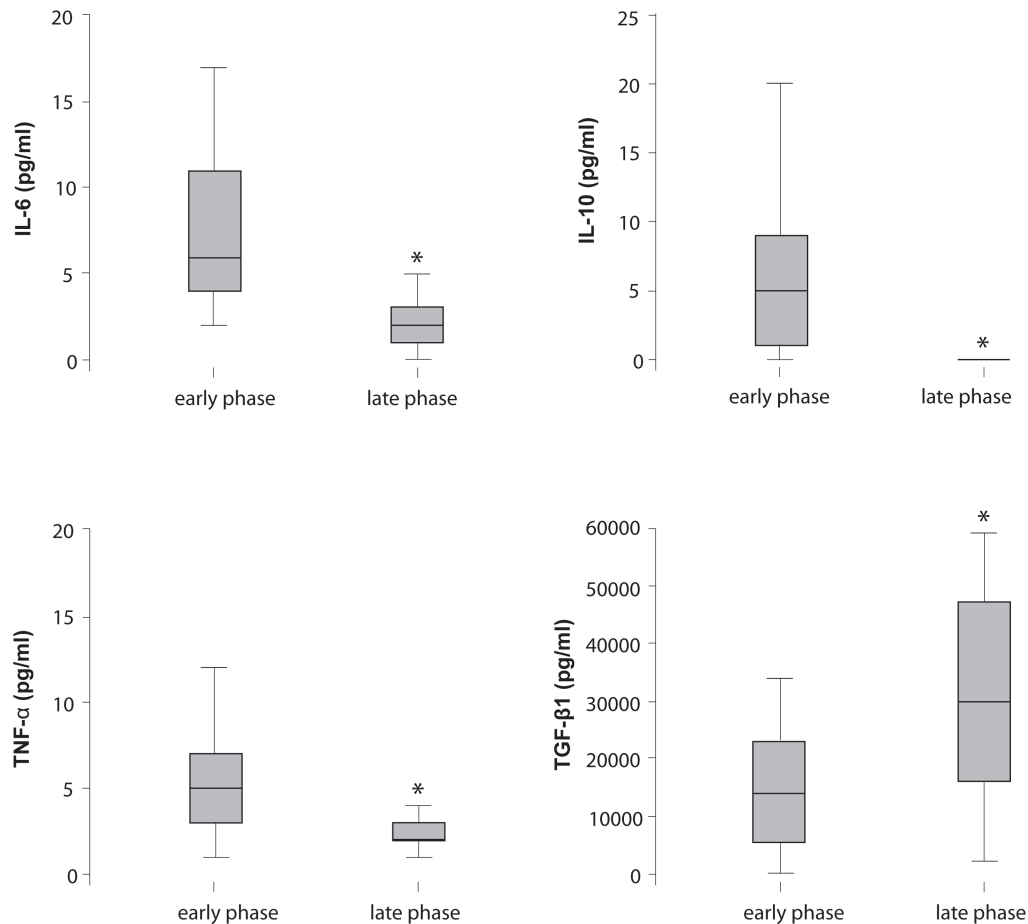 IL-6 (pg/ml)
20
15
10
5
0
*
early phase
late phase
IL-10 (pg/ml)
25
20
15
10
5
0
*
early phase
late phase
TNF-α (pg/ml)
20
15
10
5
0
*
early phase
late phase
TGF-β1 (pg/ml)
60000
50000
40000
30000
20000
10000
0
*
early phase
late phase